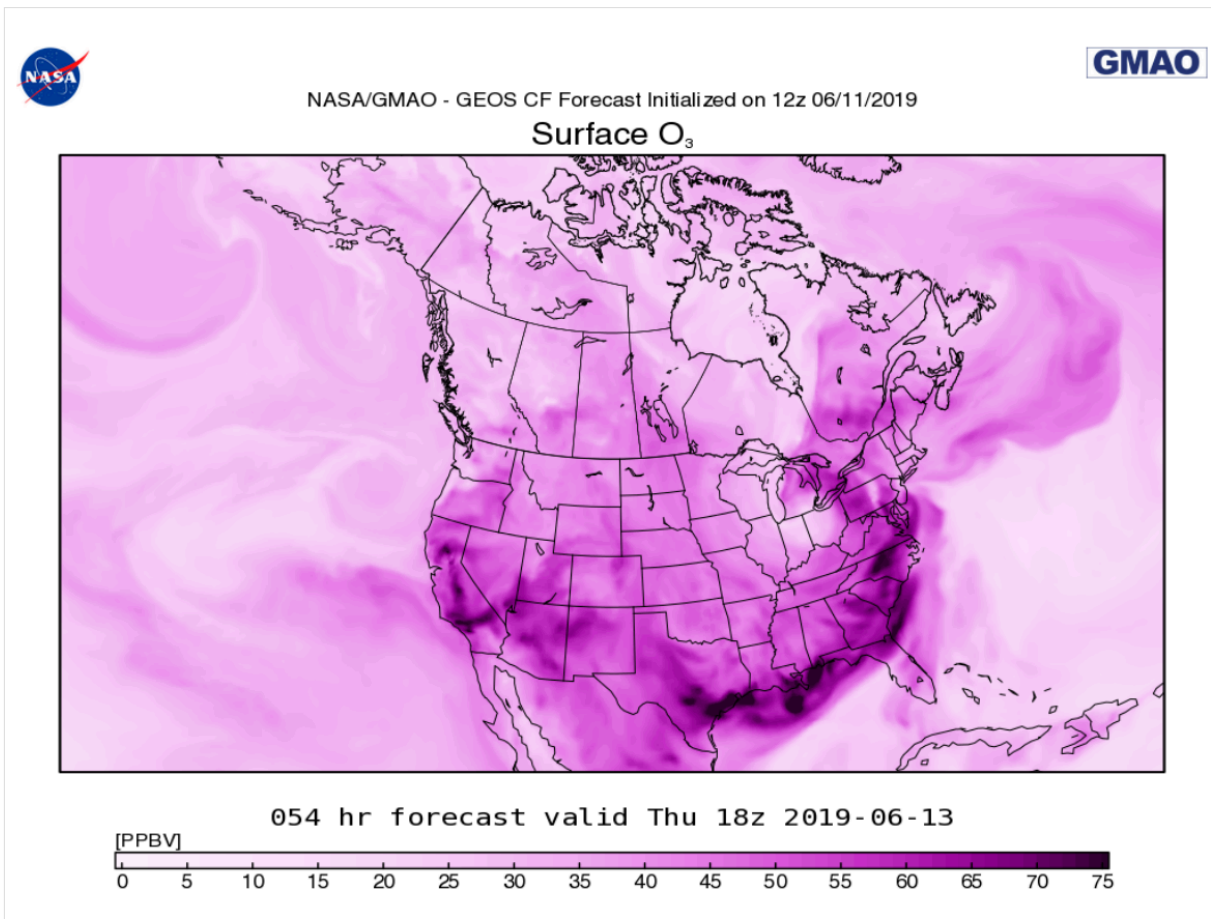 NASA
GMAO
NASA/GMAO - GEOS CF Forecast Initialized on 12z 06/11/2019
Surface O₃
054 hr forecast valid Thu 18z 2019-06-13
[PPBV]
0 5 10 15 20 25 30 35 40 45 50 55 60 65 70 75